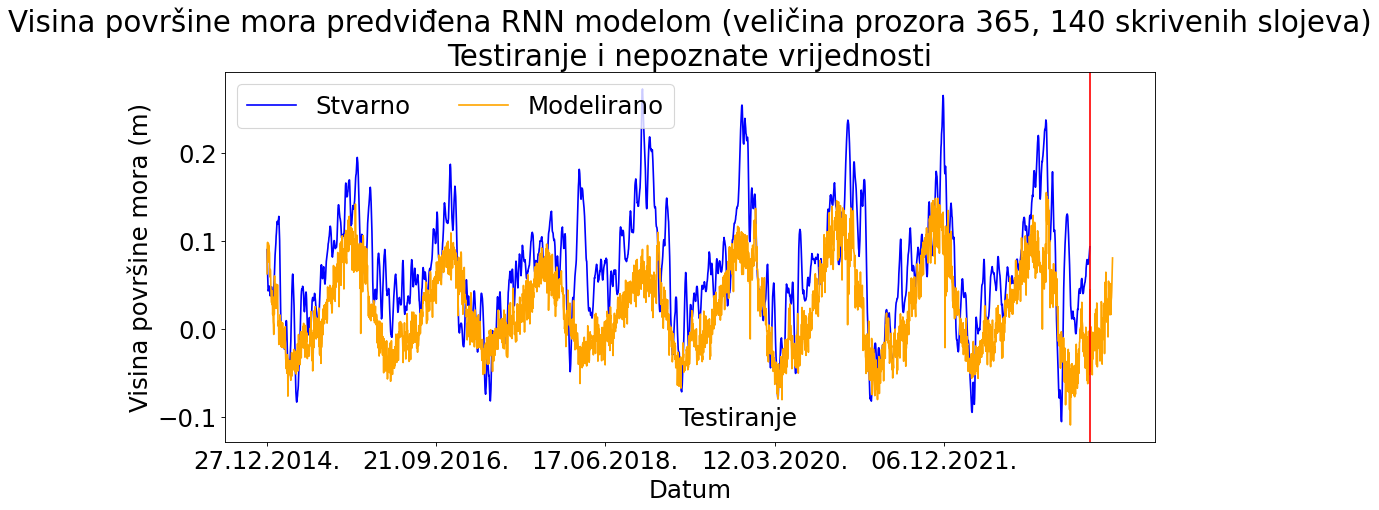 Visina površine mora predviđena RNN modelom (veličina prozora 365, 140 skrivenih slojeva)
Testiranje i nepoznate vrijednosti
Stvarno Modelirano
Visina površine mora (m)
0.2
0.1
0.0
−0.1
Testiranje
27.12.2014. 21.09.2016. 17.06.2018. 12.03.2020. 06.12.2021.
Datum